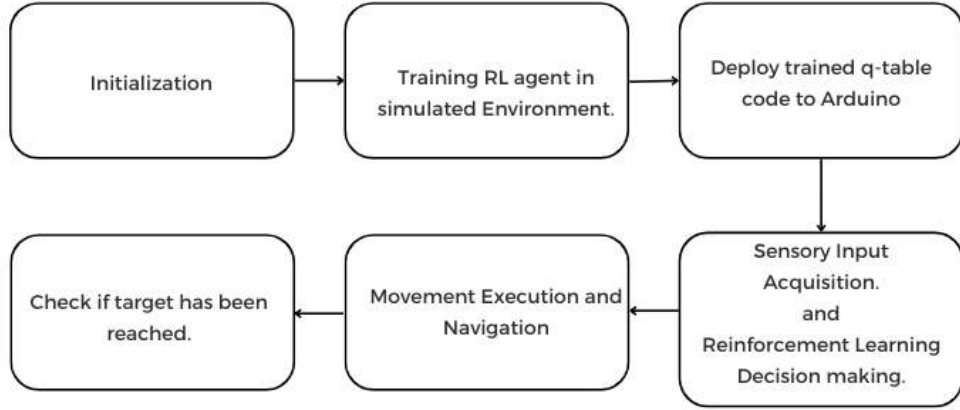 Initialization
Training RL agent in
simulated Environment.
Deploy trained q-table
code to Arduino
Sensory Input
Acquisition.
and
Reinforcement Learning
Decision making.
Movement Execution and
Navigation
Check if target has been
reached.